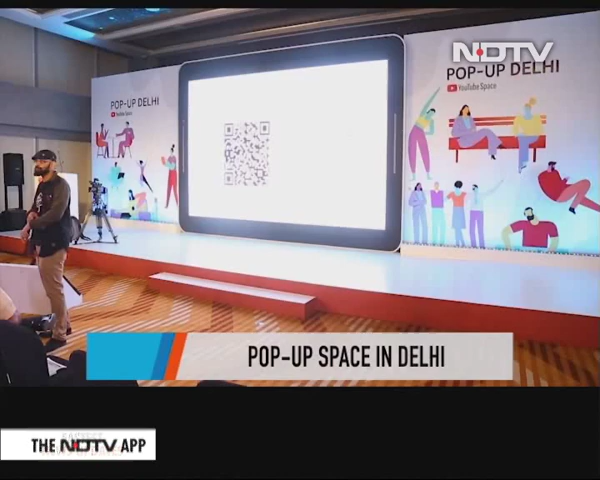 NDTV
POP-UP DELHI
YouTube Space
POP-UP DELHI
YouTube Space
POP-UP SPACE IN DELHI
THE NDTV APP